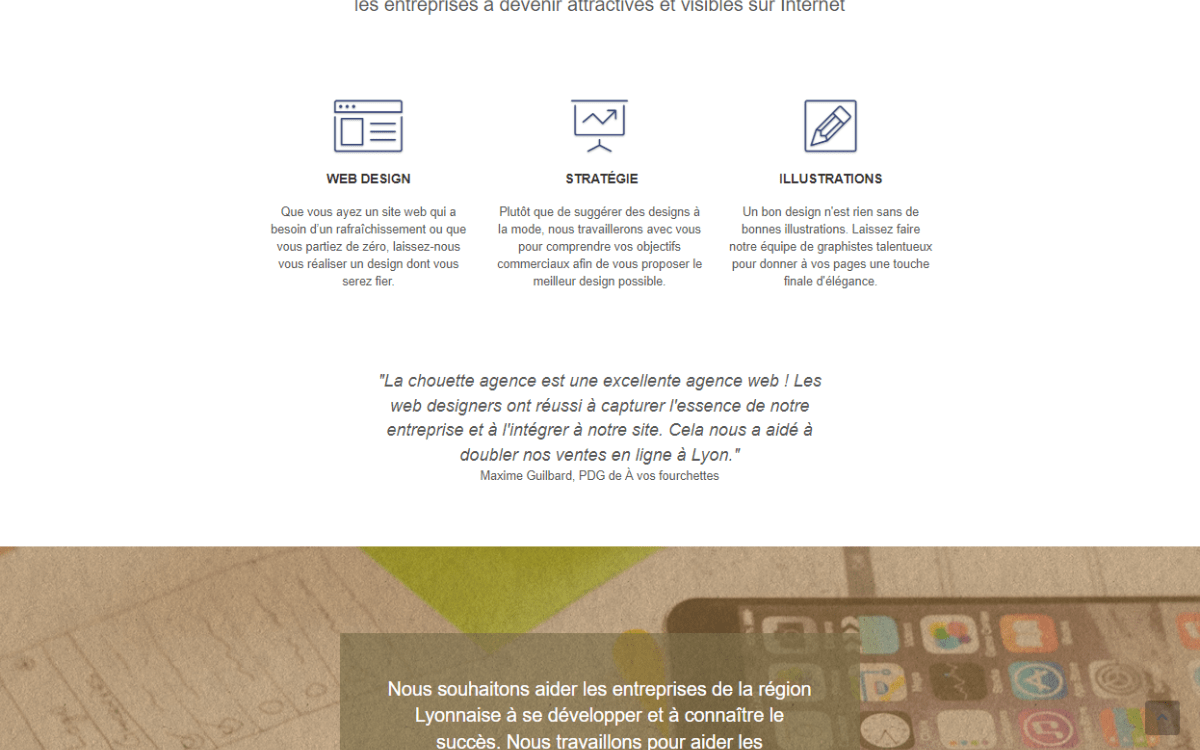 les entreprises à devenir attractives et visibles sur Internet
WEB DESIGN
Que vous ayez un site web qui a
besoin d'un rafraîchissement ou que
vous partiez de zéro, laissez-nous
vous réaliser un design dont vous
serez fier.
STRATÉGIE
Plutôt que de suggérer des designs à
la mode, nous travaillerons avec vous
pour comprendre vos objectifs
commerciaux afin de vous proposer le
meilleur design possible.
ILLUSTRATIONS
Un bon design n'est rien sans de
bonnes illustrations. Laissez faire
notre équipe de graphistes talentueux
pour donner à vos pages une touche
finale d'élégance.
"La chouette agence est une excellente agence web ! Les
web designers ont réussi à capturer l'essence de notre
entreprise et à l'intégrer à notre site. Cela nous a aidé à
doubler nos ventes en ligne à Lyon."
Maxime Guilbard, PDG de À vos fourchettes
Nous souhaitons aider les entreprises de la région
Lyonnaise à se développer et à connaître le
succès. Nous travaillons pour aider les